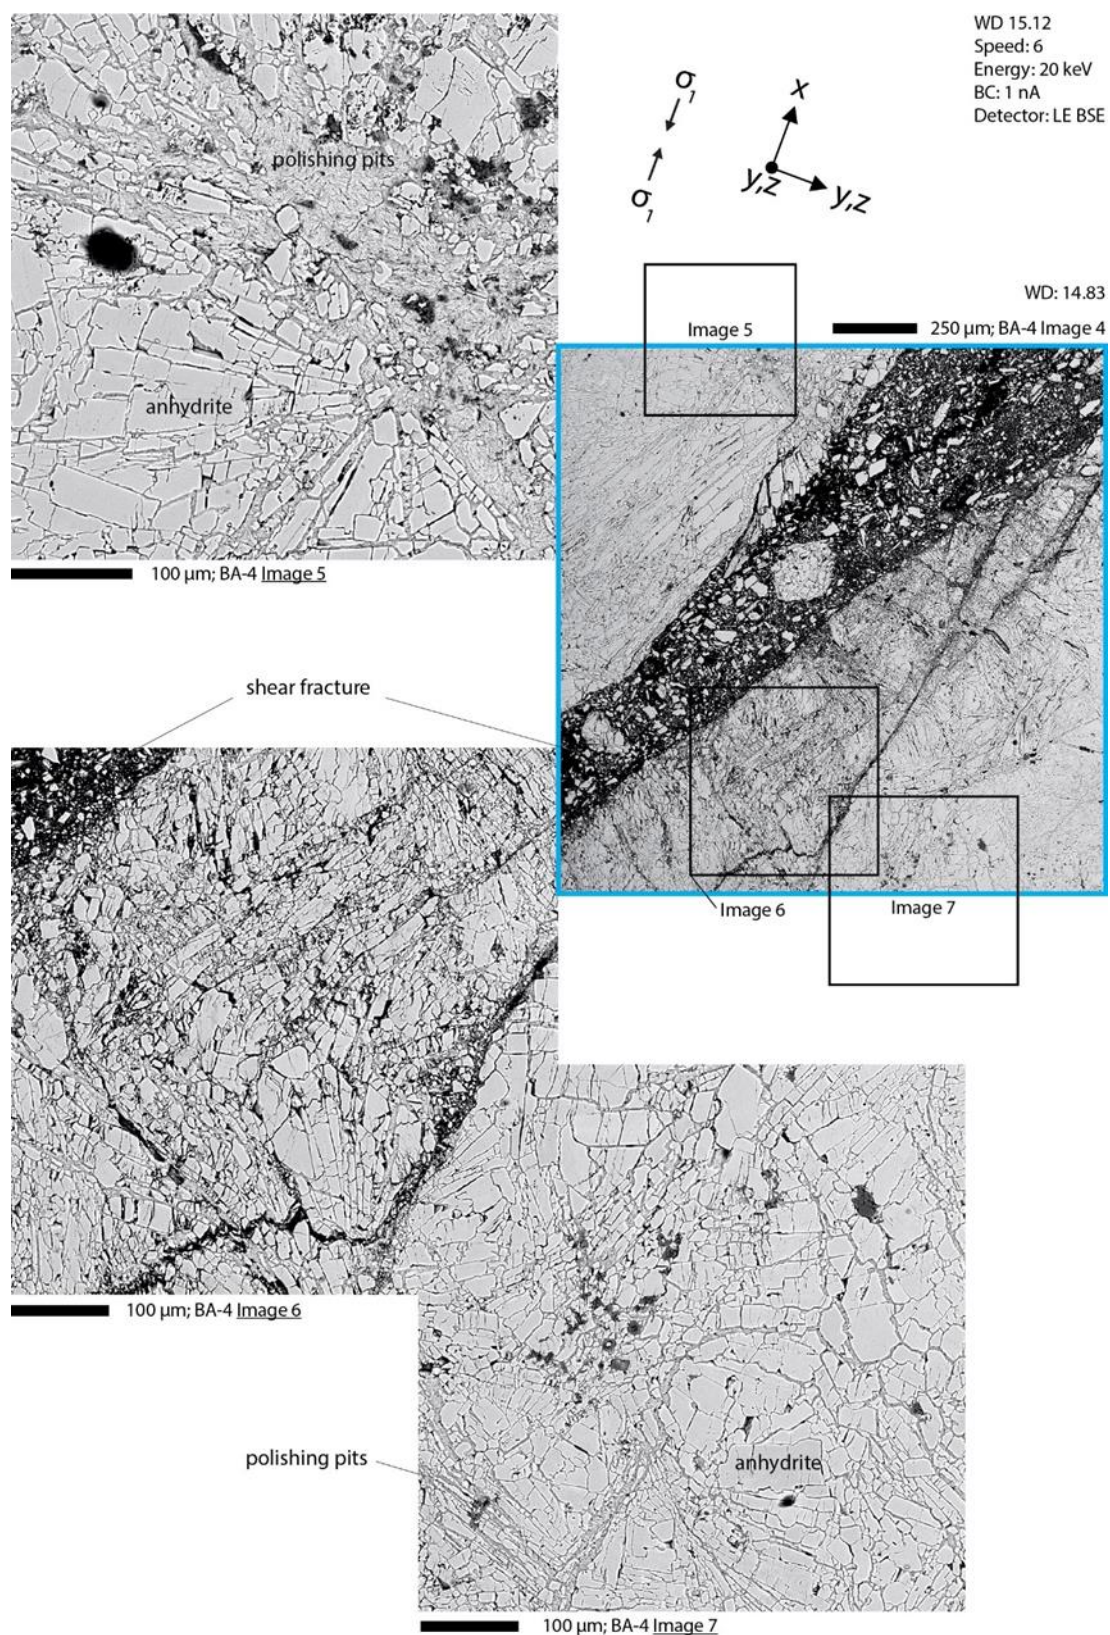 WD 15.12
Speed: 6
Energy: 20 keV
BC: 1 nA
Detector: LE BSE
σ₁
x
y,z
y,z
σ₁
polishing pits
anhydrite
100 µm; BA-4 Image 5
WD: 14.83
Image 5
250 µm; BA-4 Image 4
shear fracture
Image 6
Image 7
100 µm; BA-4 Image 6
polishing pits
anhydrite
100 µm; BA-4 Image 7